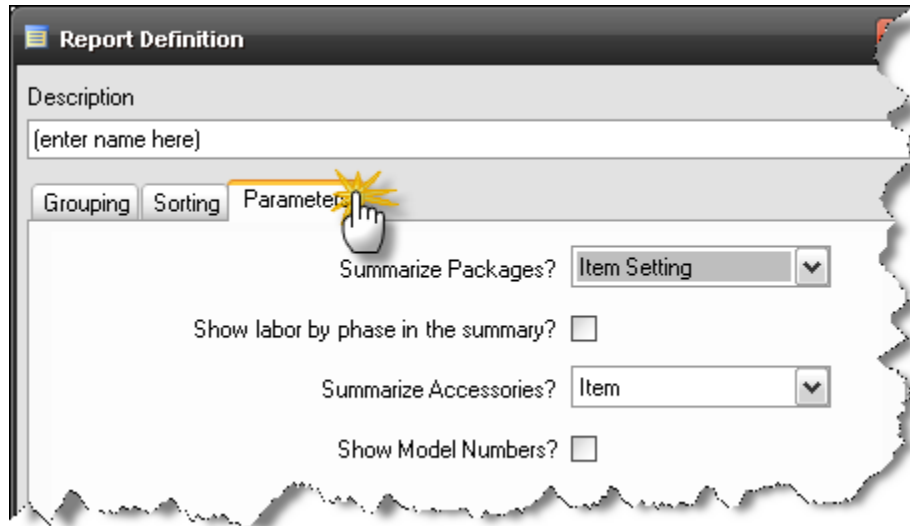 Report Definition
Description
(enter name here)
Grouping Sorting Parameters
Summarize Packages? Item Setting
Show labor by phase in the summary?
Summarize Accessories? Item
Show Model Numbers?